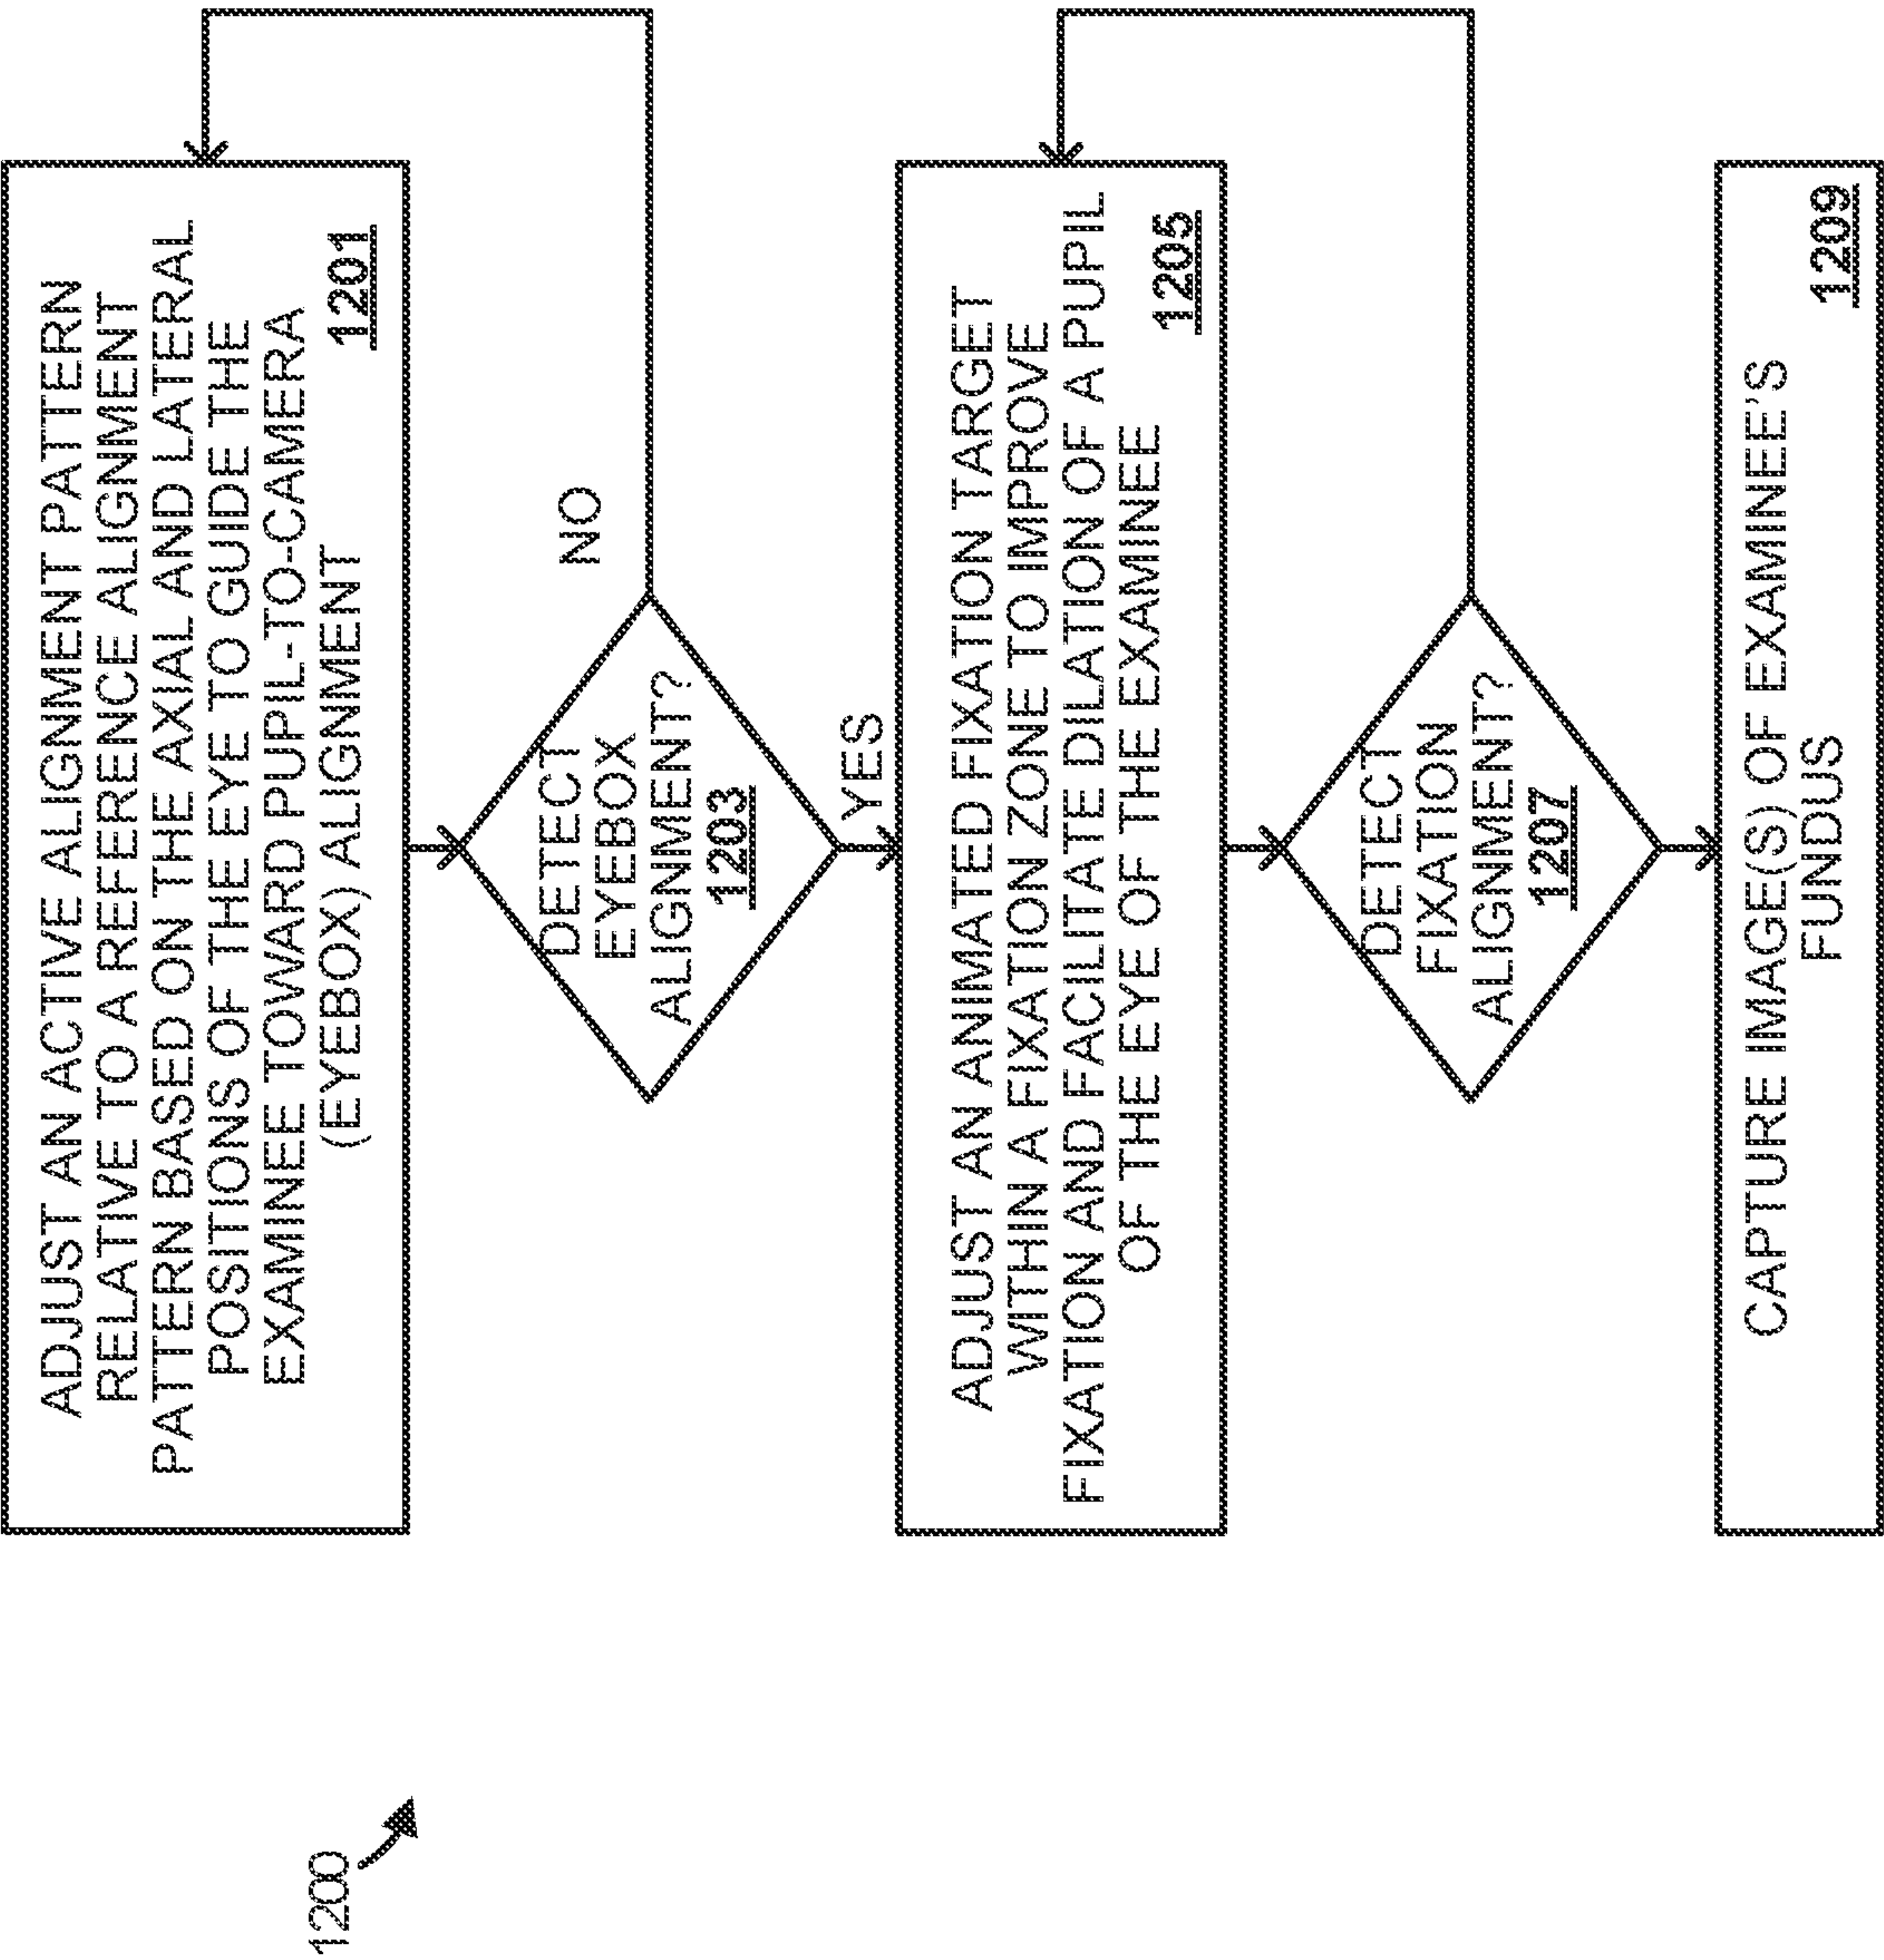 1200
ADJUST AN ACTIVE ALIGNMENT PATTERN
RELATIVE TO A REFERENCE ALIGNMENT
PATTERN BASED ON THE AXIAL AND LATERAL
POSITIONS OF THE EYE TO GUIDE THE
EXAMINEE TOWARD PUPIL-TO-CAMERA
(EYEBOX) ALIGNMENT
1201
DETECT
EYEBOX
ALIGNMENT?
1203
NO
YES
ADJUST AN ANIMATED FIXATION TARGET
WITHIN A FIXATION ZONE TO IMPROVE
FIXATION AND FACILITATE DILATION OF A PUPIL
OF THE EYE OF THE EXAMINEE
1205
DETECT
FIXATION
ALIGNMENT?
1207
CAPTURE IMAGE(S) OF EXAMINEE'S
FUNDUS
1209